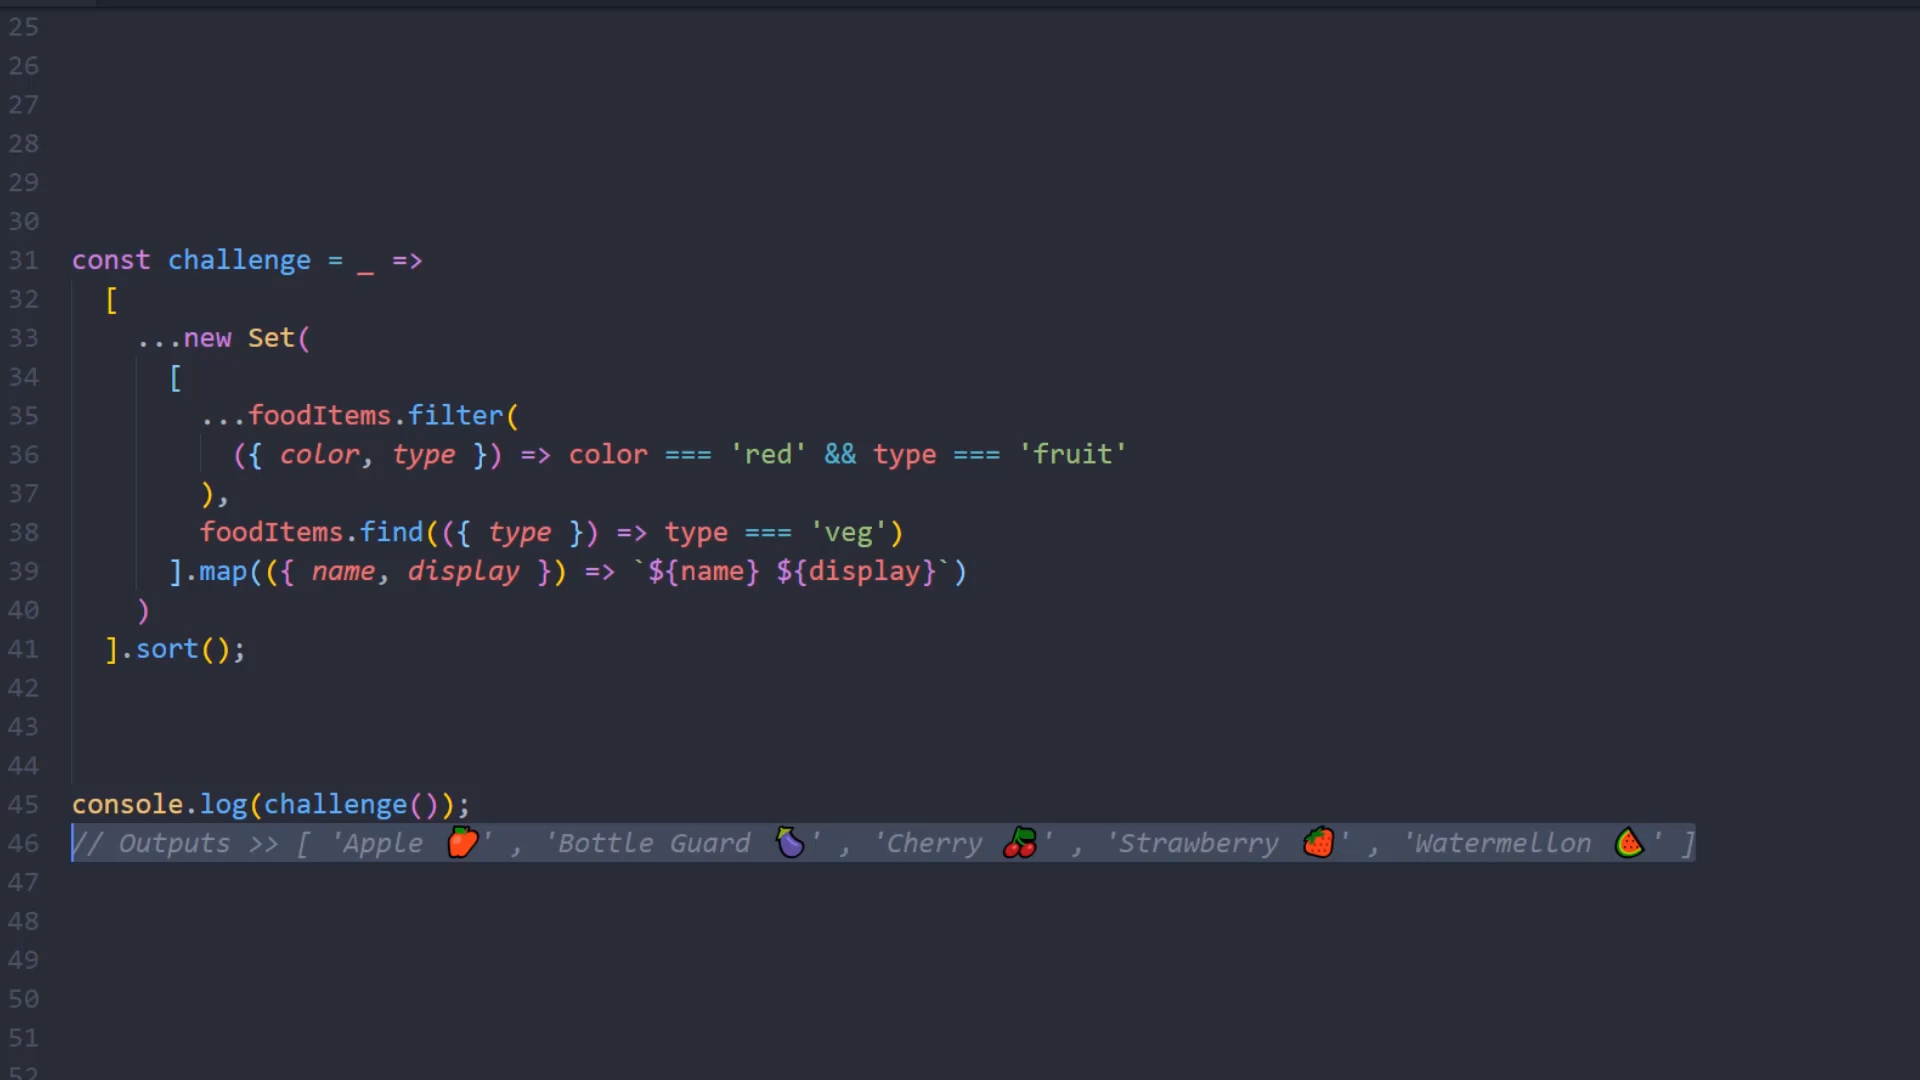 25
26
27
28
29
30
31 const challenge = _ =>
32 [
33 ...new Set(
34 [
35 ...foodItems.filter(
36 ({ color, type }) => color === 'red' && type === 'fruit'
37 ),
38 foodItems.find(({ type }) => type === 'veg')
39 ].map(({ name, display }) => `${name} ${display}`)
40 )
41 ].sort();
42
43
44
45 console.log(challenge());
46 // Outputs >> [ 'Apple 🍎' , 'Bottle Guard 🍆' , 'Cherry 🍒' , 'Strawberry 🍓' , 'Watermellon 🍉' ]
47
48
49
50
51
52